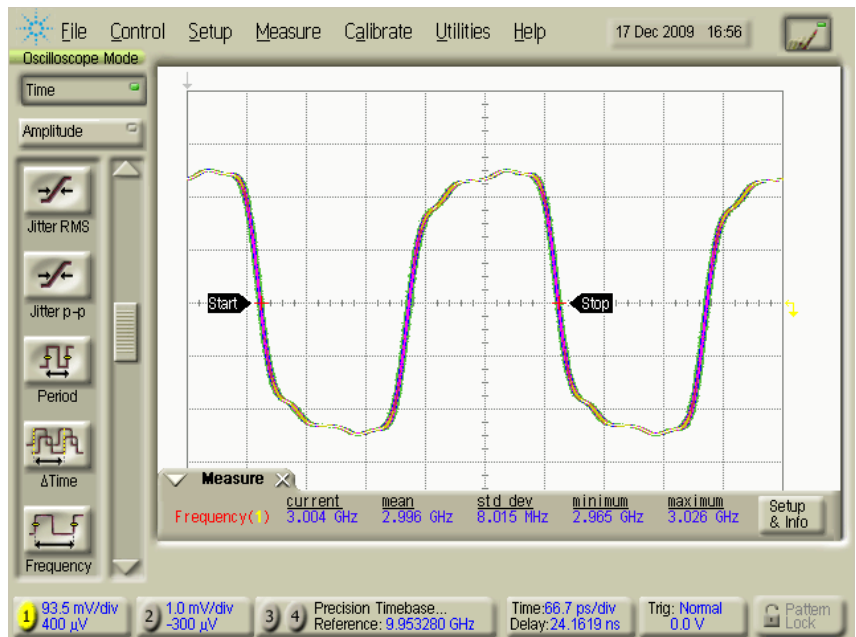 File Control Setup Measure Calibrate Utilities Help 17 Dec 2009 16:56
Oscilloscope Mode
Time
Amplitude
Jitter RMS
Jitter p-p
Period
ΔTime
Frequency
Start
Stop
Measure
current mean std dev minimum maximum
Frequency(1) 3.004 GHz 2.996 GHz 8.015 MHz 2.965 GHz 3.026 GHz
Setup
& Info
1 93.5 mV/div
400 µV
2 1.0 mV/div
-300 µV
3 4 Precision Timebase...
Reference: 9.953280 GHz
Time:66.7 ps/div
Delay:24.1619 ns
Trig: Normal
0.0 V
Pattern
Lock